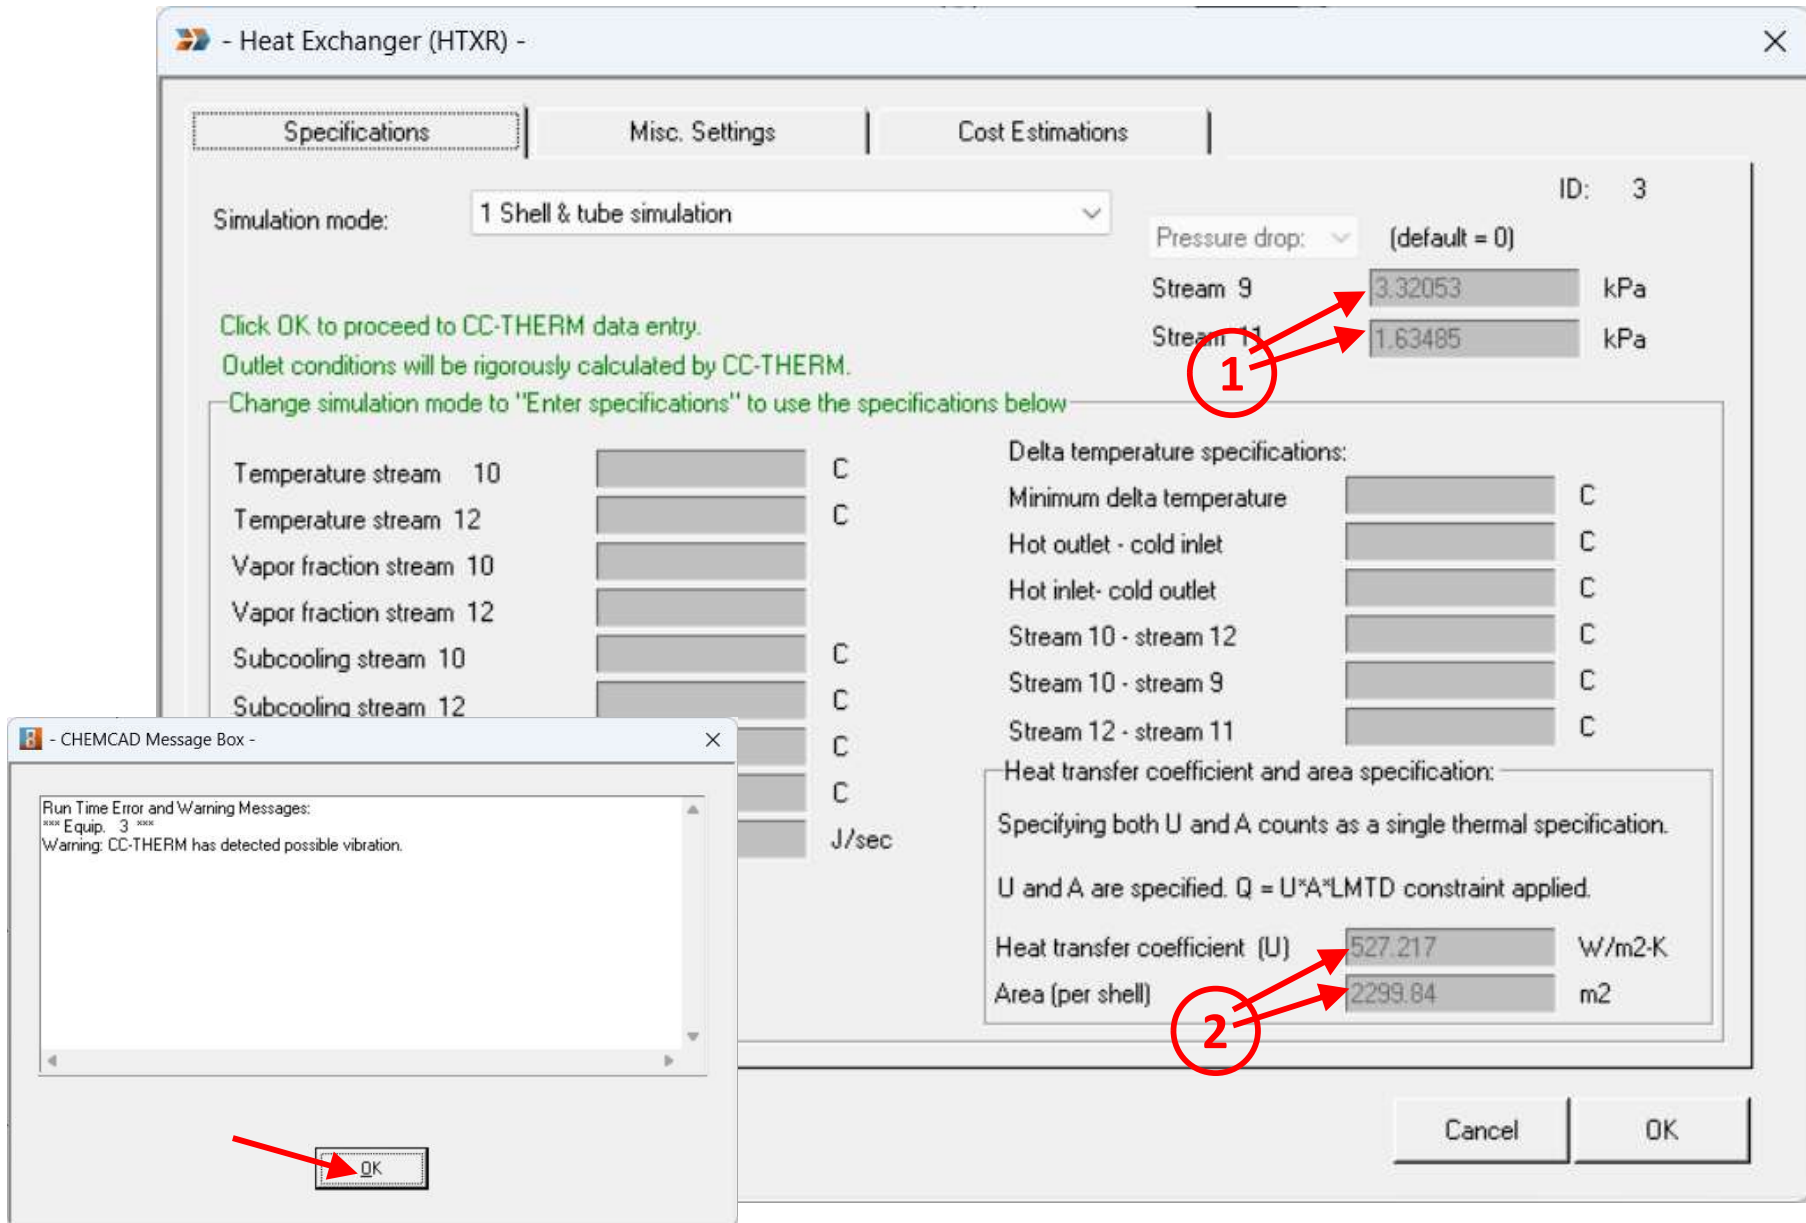 - Heat Exchanger (HTXR) -
Specifications
Misc. Settings
Cost Estimations
ID: 3
Simulation mode:
1 Shell & tube simulation
Pressure drop:
(default = 0)
Stream 9
3.32053
kPa
Stream 11
1.63485
kPa
1
Click OK to proceed to CC-THERM data entry.
Outlet conditions will be rigorously calculated by CC-THERM.
Change simulation mode to "Enter specifications" to use the specifications below
Temperature stream 10
C
Temperature stream 12
C
Vapor fraction stream 10
Vapor fraction stream 12
Subcooling stream 10
C
Subcooling stream 12
C
C
C
J/sec
Delta temperature specifications:
Minimum delta temperature
C
Hot outlet - cold inlet
C
Hot inlet- cold outlet
C
Stream 10 - stream 12
C
Stream 10 - stream 9
C
Stream 12 - stream 11
C
Heat transfer coefficient and area specification:
Specifying both U and A counts as a single thermal specification.
U and A are specified. Q = U*A*LMTD constraint applied.
Heat transfer coefficient (U)
527.217
W/m2-K
Area (per shell)
2299.84
m2
2
Cancel
OK
- CHEMCAD Message Box -
Run Time Error and Warning Messages:
*** Equip. 3 ***
Warning: CC-THERM has detected possible vibration.
OK